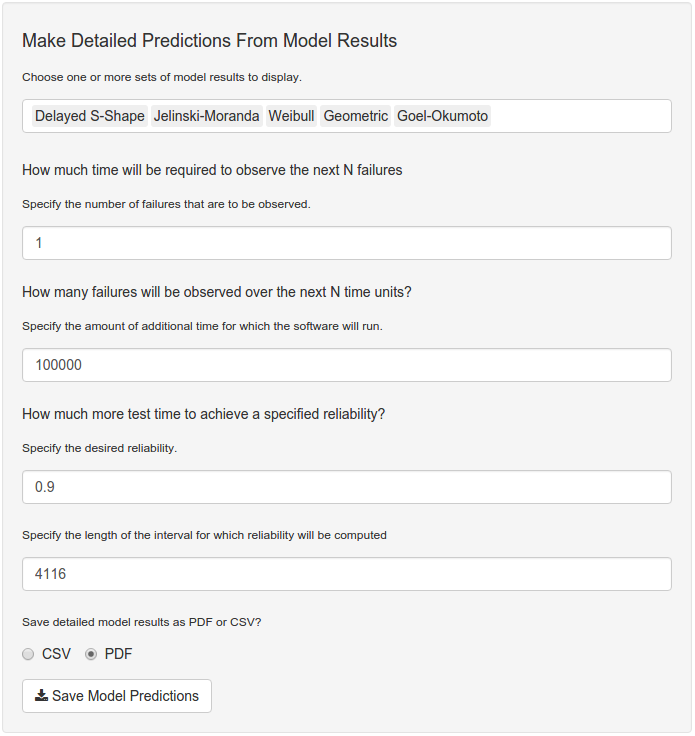 Make Detailed Predictions From Model Results
Choose one or more sets of model results to display.
Delayed S-Shape Jelinski-Moranda Weibull Geometric Goel-Okumoto
How much time will be required to observe the next N failures
Specify the number of failures that are to be observed.
1
How many failures will be observed over the next N time units?
Specify the amount of additional time for which the software will run.
100000
How much more test time to achieve a specified reliability?
Specify the desired reliability.
0.9
Specify the length of the interval for which reliability will be computed
4116
Save detailed model results as PDF or CSV?
CSV PDF
Save Model Predictions